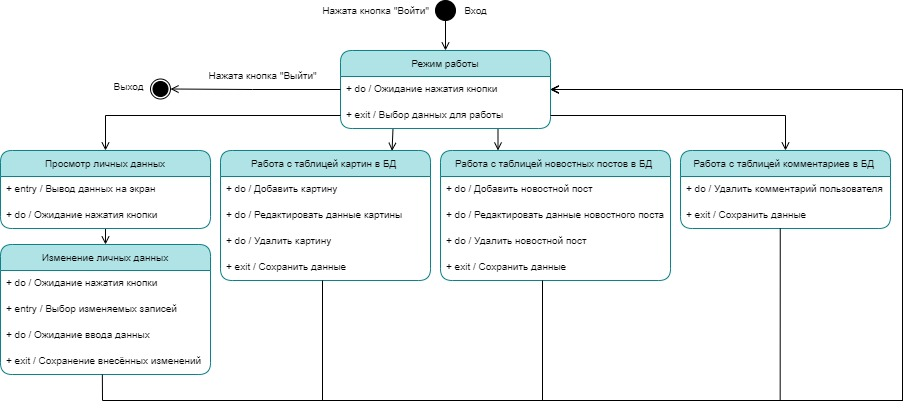 Нажата кнопка "Войти"
Вход
Режим работы
+ do / Ожидание нажатия кнопки
+ exit / Выбор данных для работы
Нажата кнопка "Выйти"
Выход
Просмотр личных данных
+ entry / Вывод данных на экран
+ do / Ожидание нажатия кнопки
Изменение личных данных
+ do / Ожидание нажатия кнопки
+ entry / Выбор изменяемых записей
+ do / Ожидание ввода данных
+ exit / Сохранение внесённых изменений
Работа с таблицей картин в БД
+ do / Добавить картину
+ do / Редактировать данные картины
+ do / Удалить картину
+ exit / Сохранить данные
Работа с таблицей новостных постов в БД
+ do / Добавить новостной пост
+ do / Редактировать данные новостного поста
+ do / Удалить новостной пост
+ exit / Сохранить данные
Работа с таблицей комментариев в БД
+ do / Удалить комментарий пользователя
+ exit / Сохранить данные